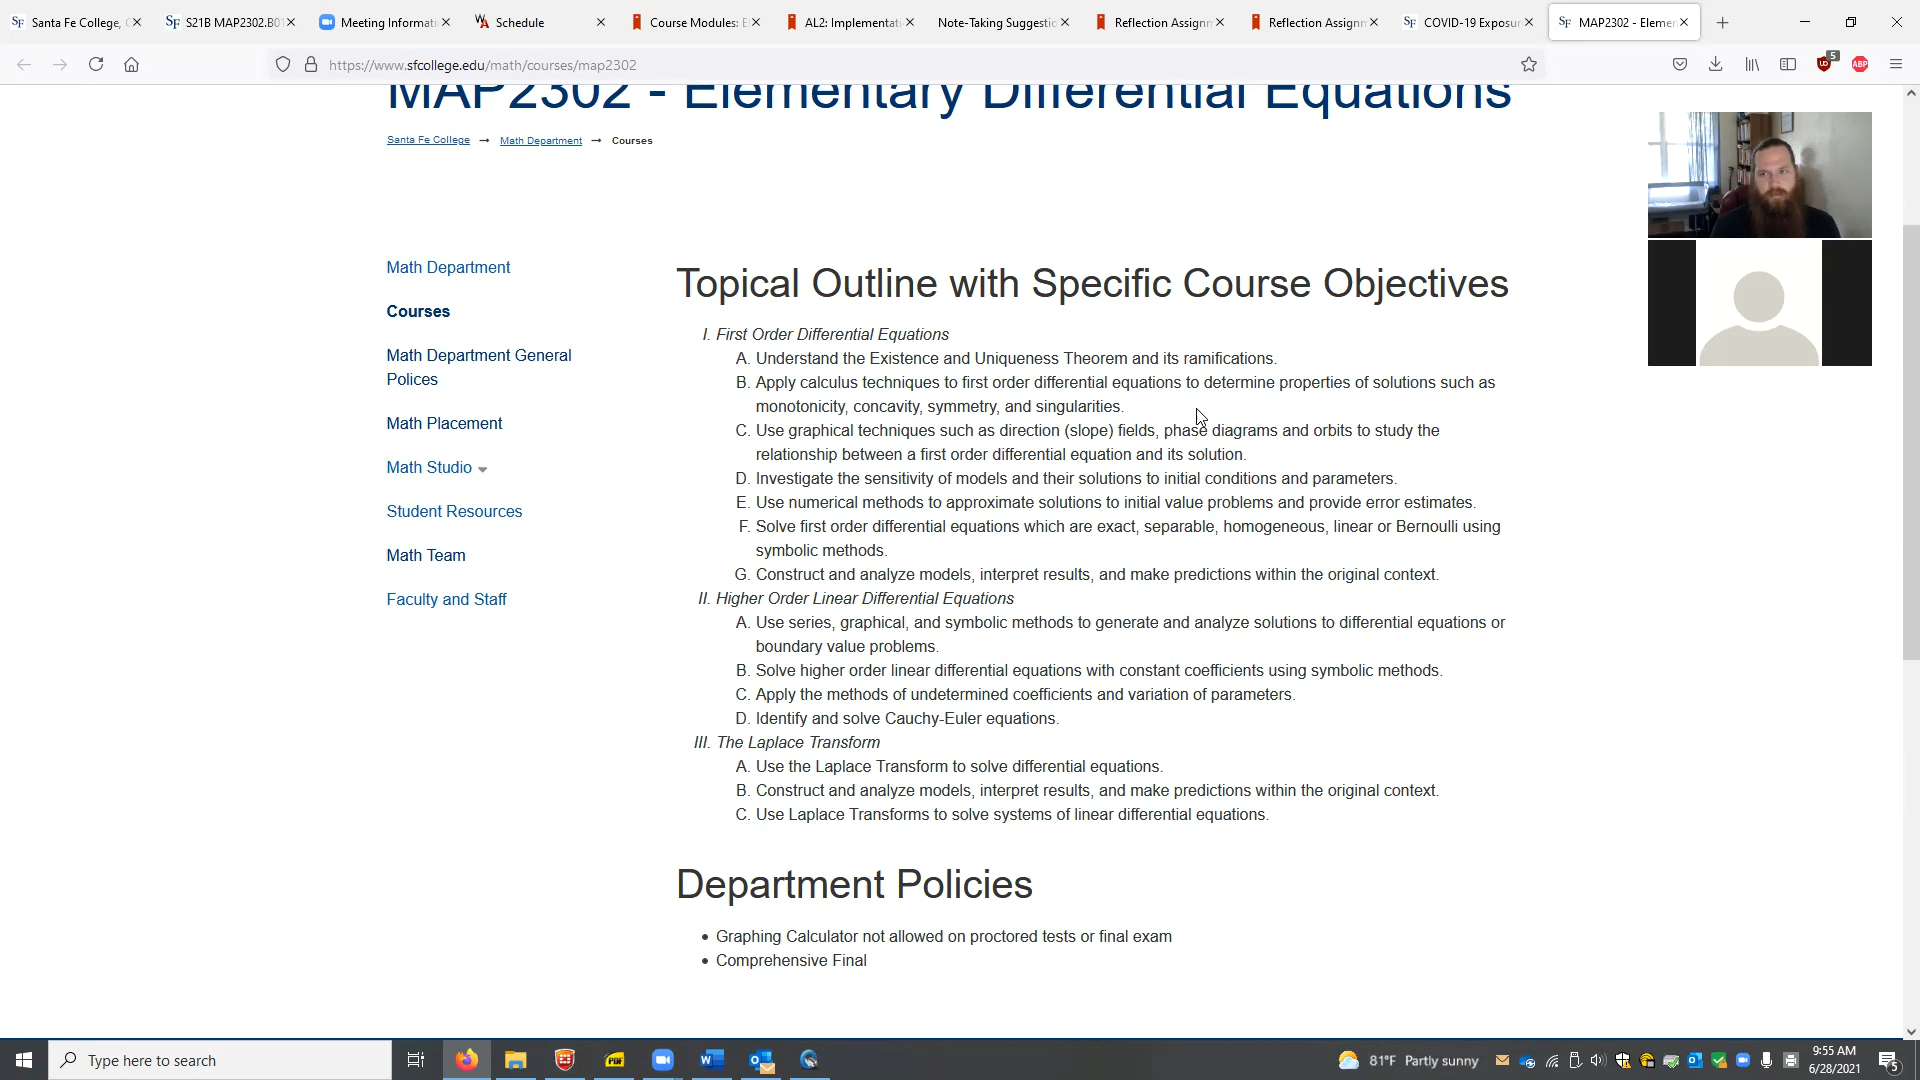 Santa Fe College,
S21B MAP2302.B01
Meeting Informati
Schedule
Course Modules: E
AL2: Implementati
Note-Taking Suggestio
Reflection Assignm
Reflection Assignm
COVID-19 Exposur
MAP2302 - Elemen
https://www.sfcollege.edu/math/courses/map2302
5
ABP
MAP2302 - Elementary Differential Equations
Santa Fe College → Math Department → Courses
Math Department
Courses
Math Department General
Polices
Math Placement
Math Studio
Student Resources
Math Team
Faculty and Staff
Topical Outline with Specific Course Objectives
I. First Order Differential Equations
A. Understand the Existence and Uniqueness Theorem and its ramifications.
B. Apply calculus techniques to first order differential equations to determine properties of solutions such as
monotonicity, concavity, symmetry, and singularities.
C. Use graphical techniques such as direction (slope) fields, phase diagrams and orbits to study the
relationship between a first order differential equation and its solution.
D. Investigate the sensitivity of models and their solutions to initial conditions and parameters.
E. Use numerical methods to approximate solutions to initial value problems and provide error estimates.
F. Solve first order differential equations which are exact, separable, homogeneous, linear or Bernoulli using
symbolic methods.
G. Construct and analyze models, interpret results, and make predictions within the original context.
II. Higher Order Linear Differential Equations
A. Use series, graphical, and symbolic methods to generate and analyze solutions to differential equations or
boundary value problems.
B. Solve higher order linear differential equations with constant coefficients using symbolic methods.
C. Apply the methods of undetermined coefficients and variation of parameters.
D. Identify and solve Cauchy-Euler equations.
III. The Laplace Transform
A. Use the Laplace Transform to solve differential equations.
B. Construct and analyze models, interpret results, and make predictions within the original context.
C. Use Laplace Transforms to solve systems of linear differential equations.
Department Policies
• Graphing Calculator not allowed on proctored tests or final exam
• Comprehensive Final
Type here to search
PDF
81°F Partly sunny
9:55 AM
6/28/2021
5